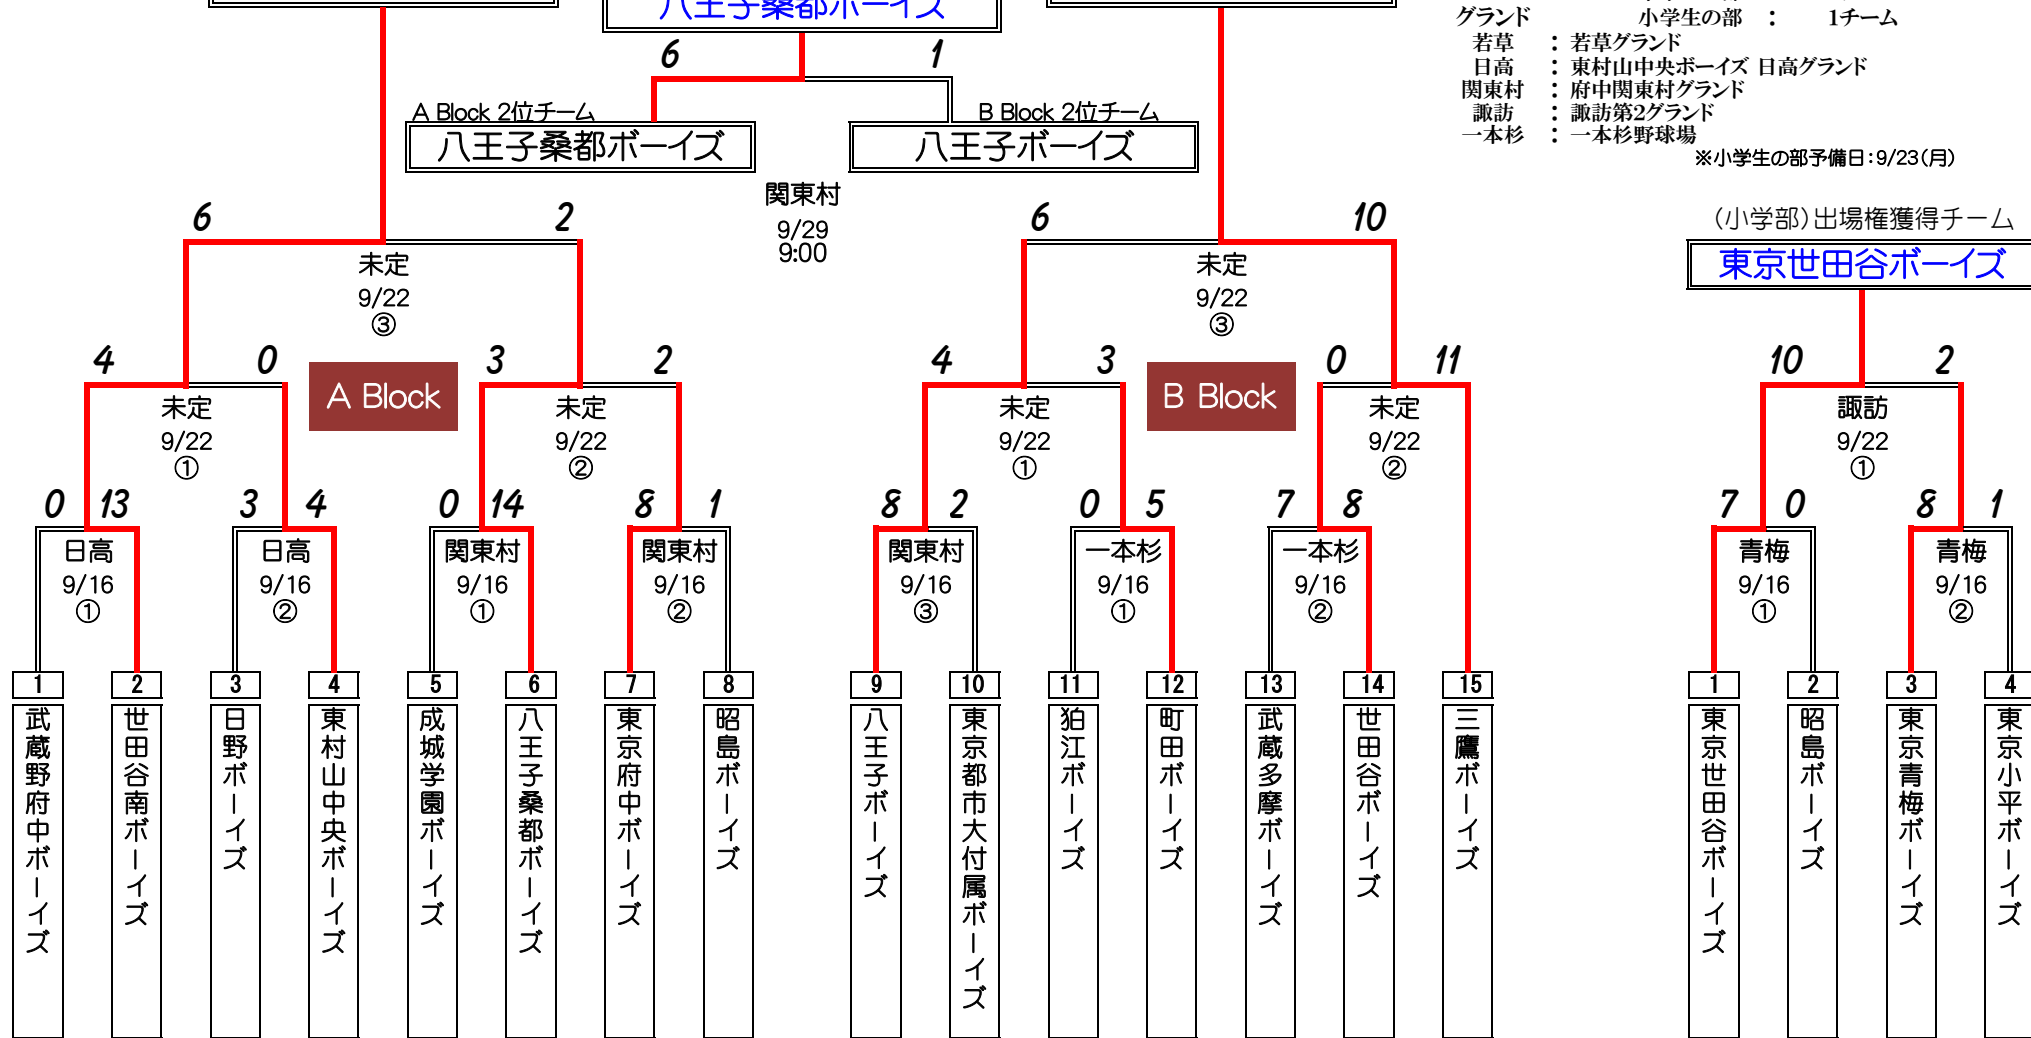 八王子桑都ボーイズ
グランド 小学生の部 ： 1チーム
若草 ： 若草グランド
日高 ： 東村山中央ボーイズ 日高グランド
関東村 ： 府中関東村グランド
諏訪 ： 諏訪第2グランド
一本杉 ： 一本杉野球場
※小学生の部予備日：9/23（月）
6 1
A Block 2位チーム B Block 2位チーム
八王子桑都ボーイズ 八王子ボーイズ
関東村
9/29
9:00
（小学部）出場権獲得チーム
東京世田谷ボーイズ
6 2 6 10
未定 未定
9/22 9/22
③ ③
4 0 3 2 4 3 0 11 10 2
A Block B Block
未定 未定 未定 未定 諏訪
9/22 9/22 9/22 9/22 9/22
① ② ① ② ①
0 13 3 4 0 14 8 1 8 2 0 5 7 8 7 0 8 1
日高 日高 関東村 関東村 関東村 一本杉 一本杉 青梅 青梅
9/16 9/16 9/16 9/16 9/16 9/16 9/16 9/16 9/16
① ② ① ② ③ ① ② ① ②
1 2 3 4 5 6 7 8 9 10 11 12 13 14 15 1 2 3 4
武蔵野府中ボーイズ
世田谷南ボーイズ
日野ボーイズ
東村山中央ボーイズ
成城学園ボーイズ
八王子桑都ボーイズ
東京府中ボーイズ
昭島ボーイズ
八王子ボーイズ
東京都市大付属ボーイズ
狛江ボーイズ
町田ボーイズ
武蔵多摩ボーイズ
世田谷ボーイズ
三鷹ボーイズ
東京世田谷ボーイズ
昭島ボーイズ
東京青梅ボーイズ
東京小平ボーイズ